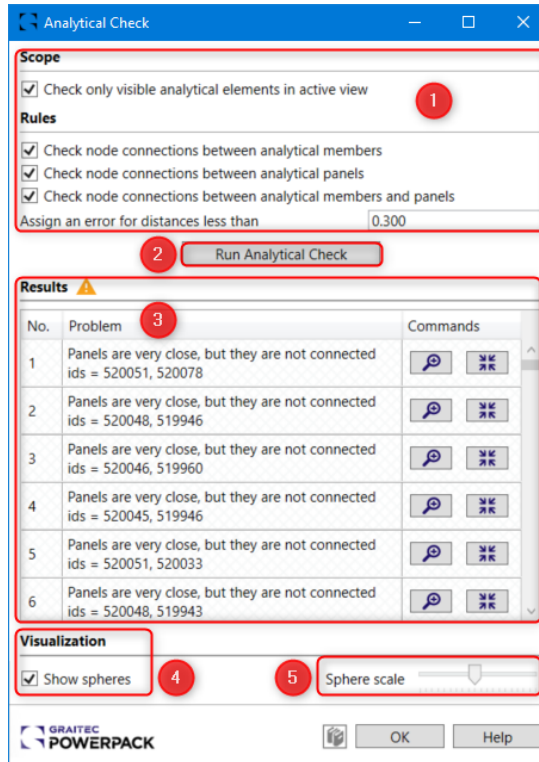 Analytical Check
Scope
Check only visible analytical elements in active view
1
Rules
Check node connections between analytical members
Check node connections between analytical panels
Check node connections between analytical members and panels
Assign an error for distances less than 0.300
2 Run Analytical Check
Results
No. Problem 3 Commands
1 Panels are very close, but they are not connected
ids = 520051, 520078
2 Panels are very close, but they are not connected
ids = 520048, 519946
3 Panels are very close, but they are not connected
ids = 520046, 519960
4 Panels are very close, but they are not connected
ids = 520045, 519946
5 Panels are very close, but they are not connected
ids = 520051, 520033
6 Panels are very close, but they are not connected
ids = 520048, 519943
Visualization
Show spheres 4 5 Sphere scale
GRAITEC
POWERPACK
OK Help